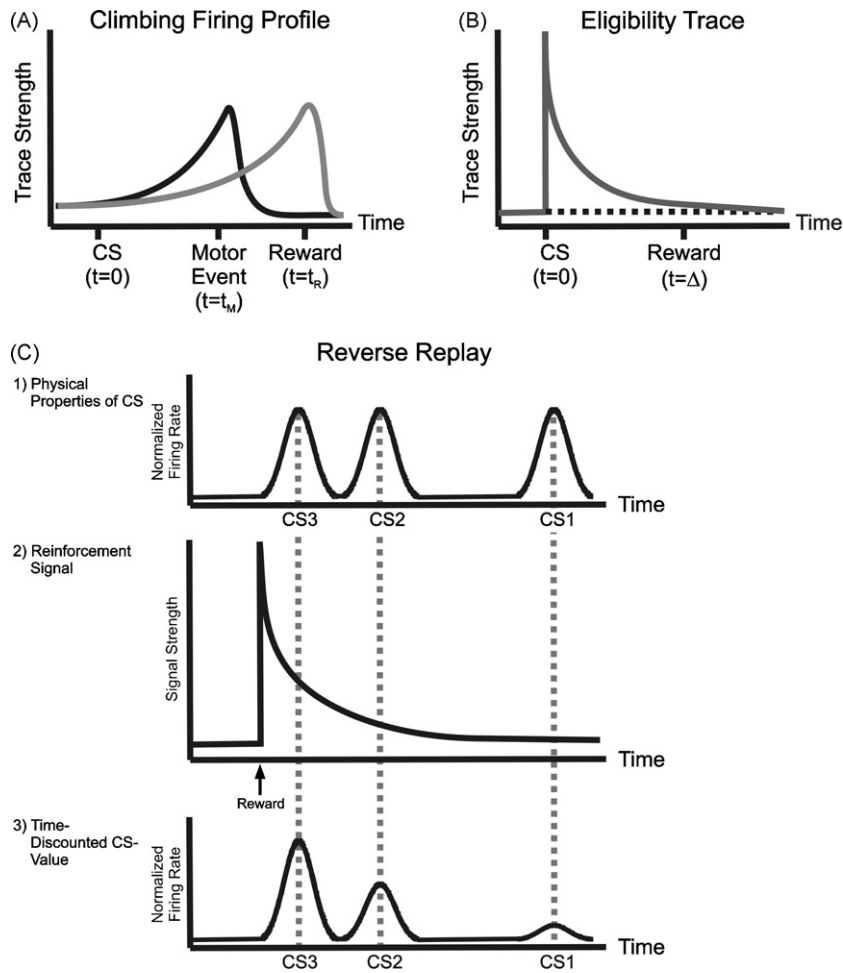 (A)
Climbing Firing Profile
Trace Strength
Time
CS
(t=0)
Motor
Event
(t=tM)
Reward
(t=tR)
(B)
Eligibility Trace
Trace Strength
Time
CS
(t=0)
Reward
(t=Δ)
(C)
Reverse Replay
1) Physical
Properties of CS
Normalized
Firing Rate
Time
CS3
CS2
CS1
2) Reinforcement
Signal
Signal Strength
Time
Reward
3) Time-
Discounted CS-
Value
Normalized
Firing Rate
Time
CS3
CS2
CS1